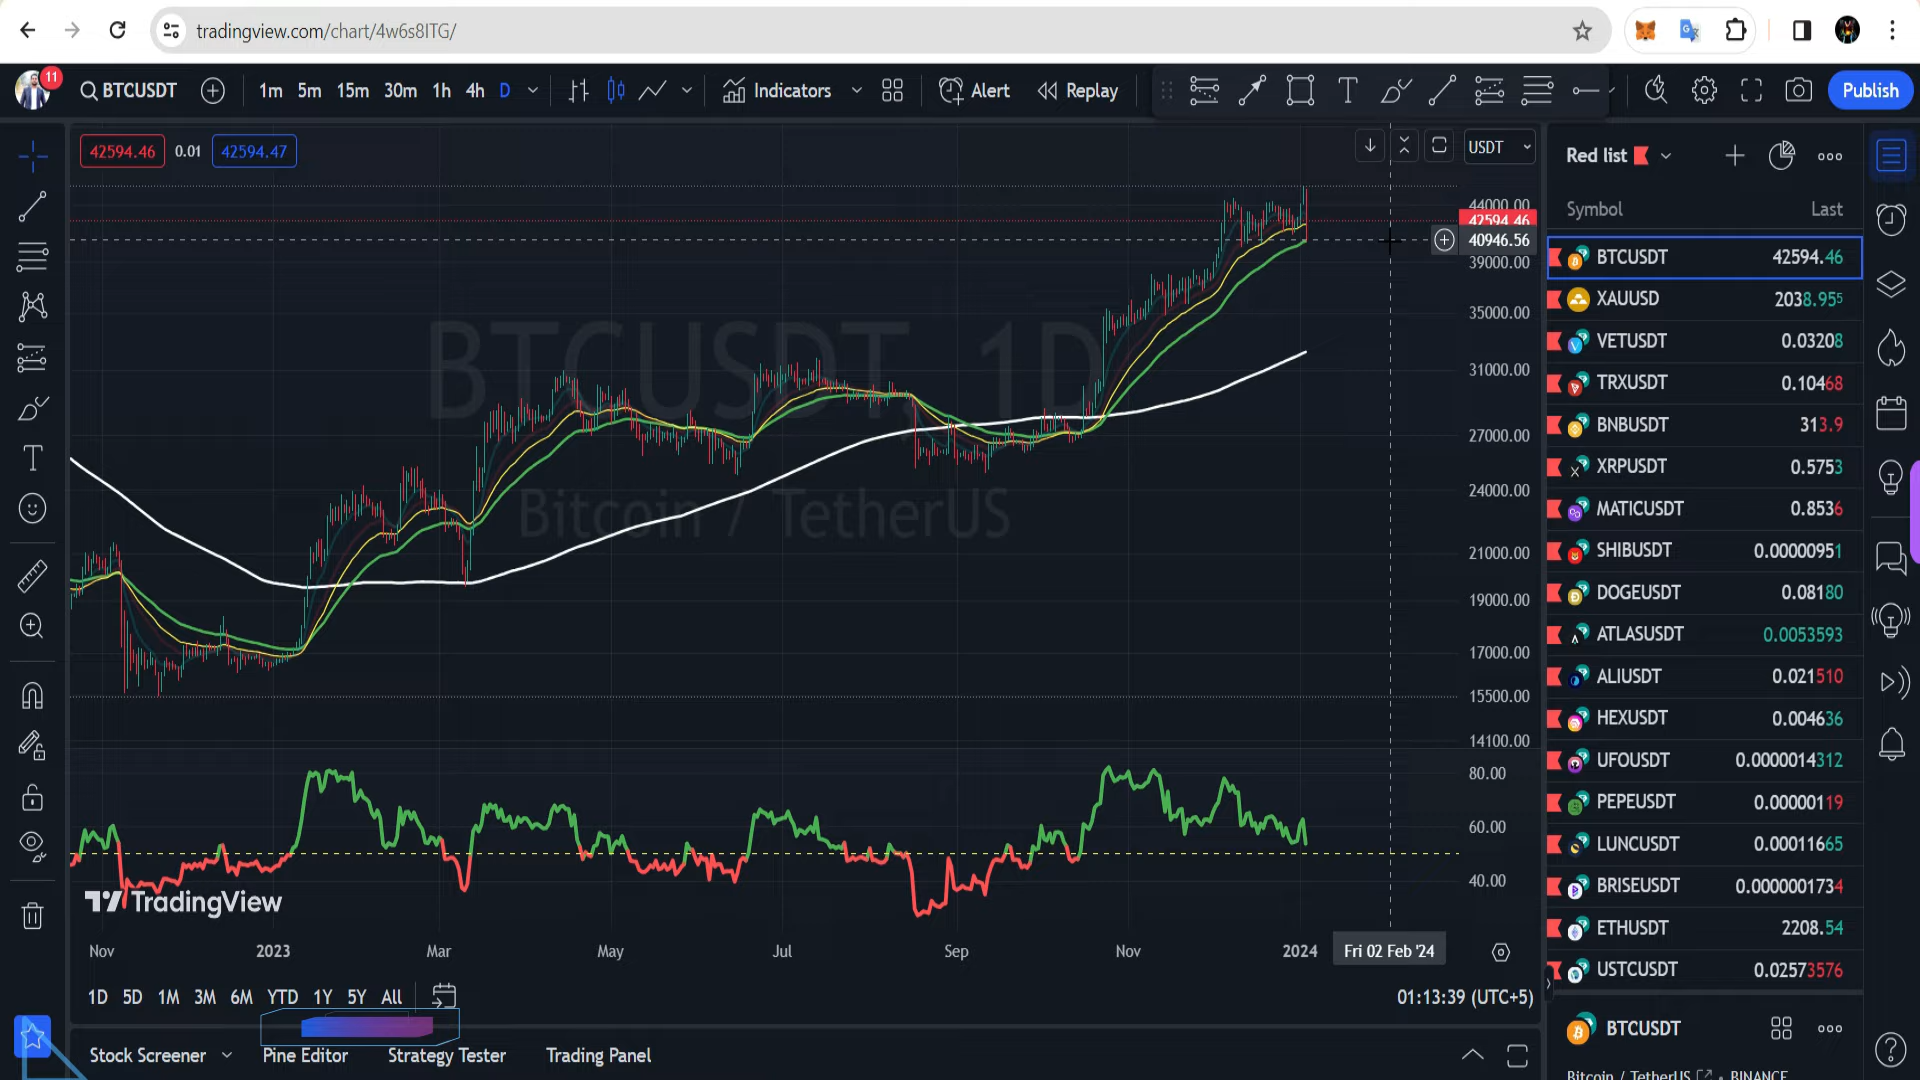 tradingview.com/chart/4w6s8ITG/
11
BTCUSDT
1m 5m 15m 30m 1h 4h D
Indicators
Alert
Replay
Publish
42594.46 0.01 42594.47
USDT
BTCUSDT, 1D
Bitcoin / TetherUS
44000.00
42594.46
40946.56
39000.00
35000.00
31000.00
27000.00
24000.00
21000.00
19000.00
17000.00
15500.00
14100.00
80.00
60.00
40.00
TradingView
Nov 2023 Mar May Jul Sep Nov 2024 Fri 02 Feb '24
1D 5D 1M 3M 6M YTD 1Y 5Y All
01:13:39 (UTC+5)
Stock Screener Pine Editor Strategy Tester Trading Panel
Red list
Symbol Last
BTCUSDT 42594.46
XAUUSD 2038.955
VETUSDT 0.03208
TRXUSDT 0.10468
BNBUSDT 313.9
XRPUSDT 0.5753
MATICUSDT 0.8536
SHIBUSDT 0.00000951
DOGEUSDT 0.08180
ATLASUSDT 0.0053593
ALIUSDT 0.021510
HEXUSDT 0.004636
UFOUSDT 0.0000014312
PEPEUSDT 0.00000119
LUNCUSDT 0.00011665
BRISEUSDT 0.0000001734
ETHUSDT 2208.54
USTCUSDT 0.02573576
BTCUSDT
Bitcoin / TetherUS • BINANCE